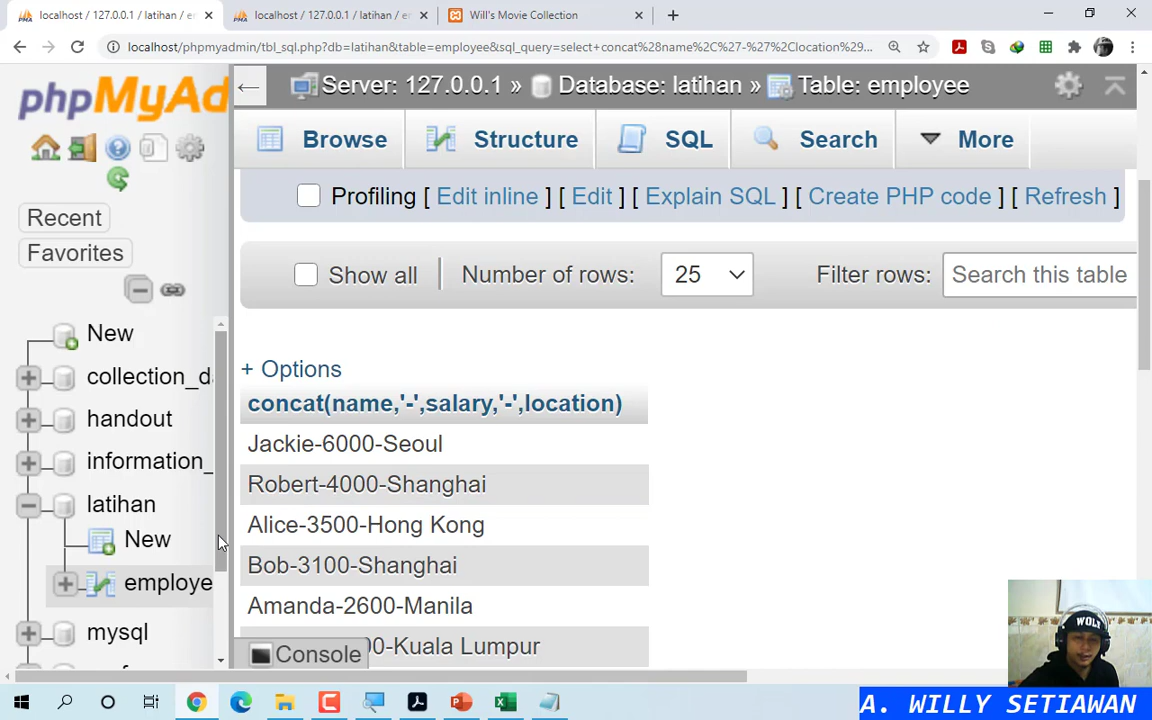 localhost / 127.0.0.1 / latihan / e
localhost / 127.0.0.1 / latihan / em
Will's Movie Collection
localhost/phpmyadmin/tbl_sql.php?db=latihan&table=employee&sql_query=select+concat%28name%2C%27-%27%2Clocation%29...
phpMyAd
Server: 127.0.0.1 » Database: latihan » Table: employee
Browse
Structure
SQL
Search
More
Recent
Favorites
Profiling [ Edit inline ] [ Edit ] [ Explain SQL ] [ Create PHP code ] [ Refresh ]
Show all
Number of rows:
25
Filter rows:
Search this table
New
collection_d
handout
information_
latihan
New
employe
mysql
+ Options
concat(name,'-',salary,'-',location)
Jackie-6000-Seoul
Robert-4000-Shanghai
Alice-3500-Hong Kong
Bob-3100-Shanghai
Amanda-2600-Manila
00-Kuala Lumpur
Console
WOLV
A. WILLY SETIAWAN